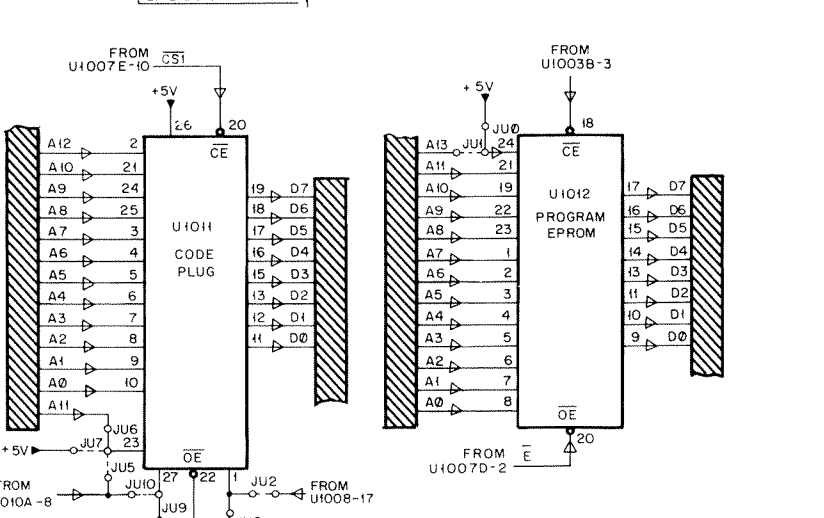 FROM
U1007E-10 CS1
+5V
26
20
CE
A12 2
A10 21
A9 24
A8 25
A7 3
A6 4
A5 5
A4 6
A3 7
A2 8
A1 9
A0 10
A11
JU6
+5V JU7 23
JU5
U1011
CODE
PLUG
19 D7
18 D6
17 D5
16 D4
15 D3
13 D2
12 D1
11 D0
OE
27 22 1
JU10
JU9
JU2 FROM
U1008-17
010A-8
FROM
U1003B-3
+5V
JU0
18
CE
A13 JU1 24
A11 21
A10 19
A9 22
A8 23
A7 1
A6 2
A5 3
A4 4
A3 5
A2 6
A1 7
A0 8
U1012
PROGRAM
EPROM
17 D7
16 D6
15 D5
14 D4
13 D3
11 D2
10 D1
9 D0
OE
20
FROM E
U1007D-2